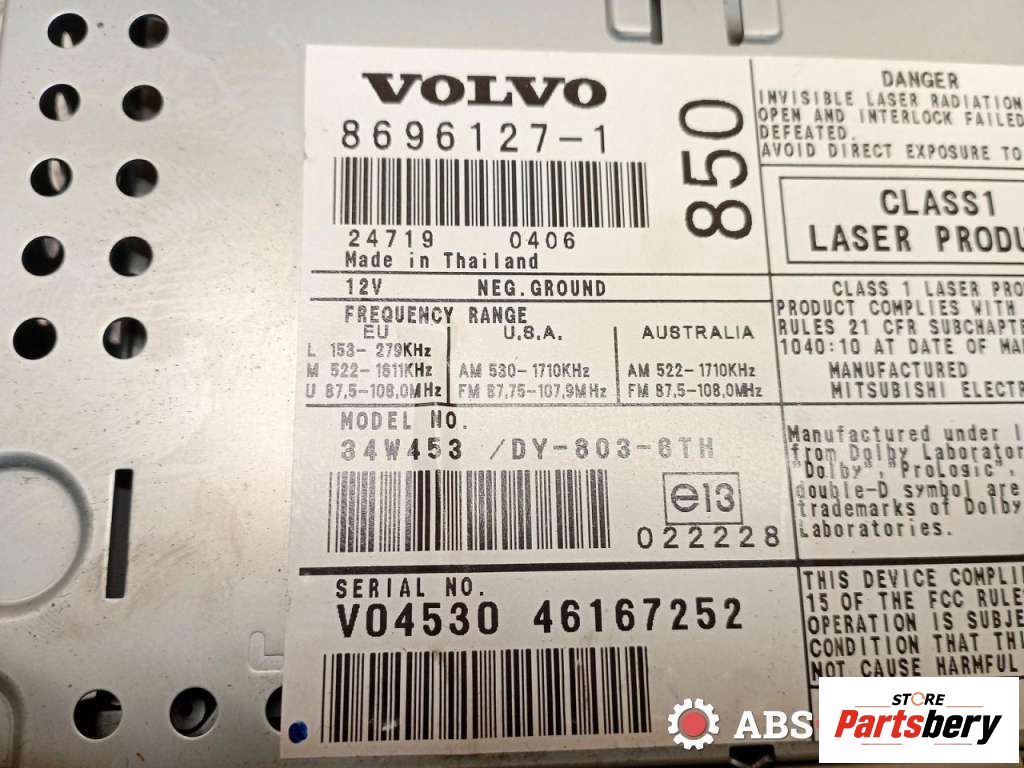 VOLVO
8696127-1
24719 0406
Made in Thailand
850
12V NEG.GROUND
FREQUENCY RANGE
EU
L 153- 279KHz
M 522-1611KHz
U 87,5-108,0MHz
U.S.A.
AM 530-1710KHz
FM 87,75-107,9MHz
AUSTRALIA
AM 522-1710KHz
FM 87,5-108,0MHz
MODEL NO.
34W453 /DY-803-6TH
e13
022228
SERIAL NO.
V04530 46167252
DANGER
INVISIBLE LASER RADIATION
OPEN AND INTERLOCK FAILED
DEFEATED.
AVOID DIRECT EXPOSURE TO
CLASS1
LASER PRODU
CLASS 1 LASER PRO
PRODUCT COMPLIES WITH
RULES 21 CFR SUBCHAPTE
1040:10 AT DATE OF MA
MANUFACTURED
MITSUBISHI ELECTR
Manufactured under l
from Dolby Laborator
"Dolby","ProLogic",
double-D symbol are
trademarks of Dolby
Laboratories.
THIS DEVICE COMPLI
15 OF THE FCC RULE
OPERATION IS SUBJE
CONDITION THAT THI
NOT CAUSE HARMFUL
ABS
STORE
Partsbery